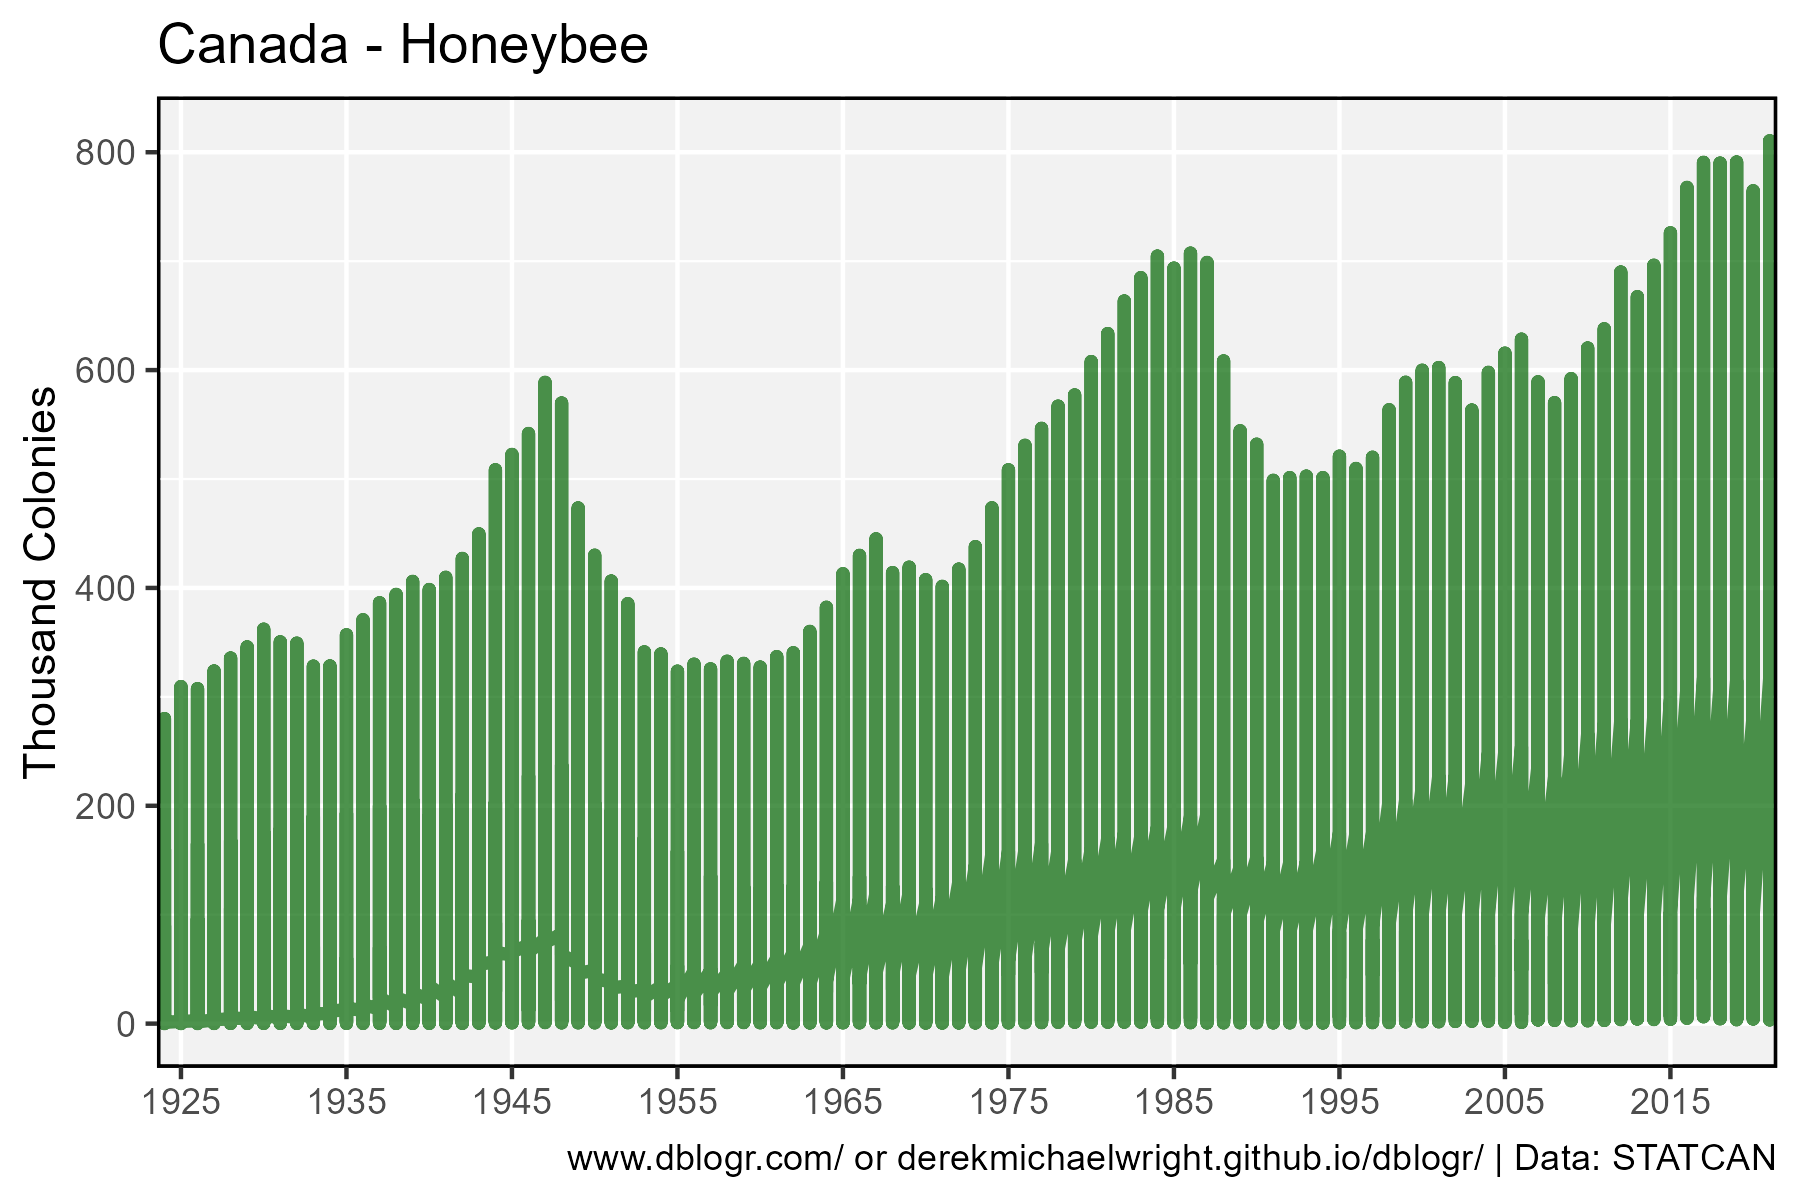 Canada - Honeybee
Thousand Colonies
800
600
400
200
0
1925 1935 1945 1955 1965 1975 1985 1995 2005 2015
www.dblogr.com/ or derekmichaelwright.github.io/dblogr/ | Data: STATCAN